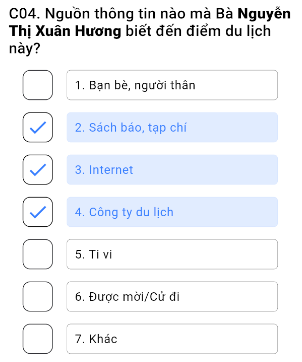 C04. Nguồn thông tin nào mà Bà Nguyễn
Thị Xuân Hương biết đến điểm du lịch
này?
1. Bạn bè, người thân
2. Sách báo, tạp chí
3. Internet
4. Công ty du lịch
5. Ti vi
6. Được mời/Cử đi
7. Khác